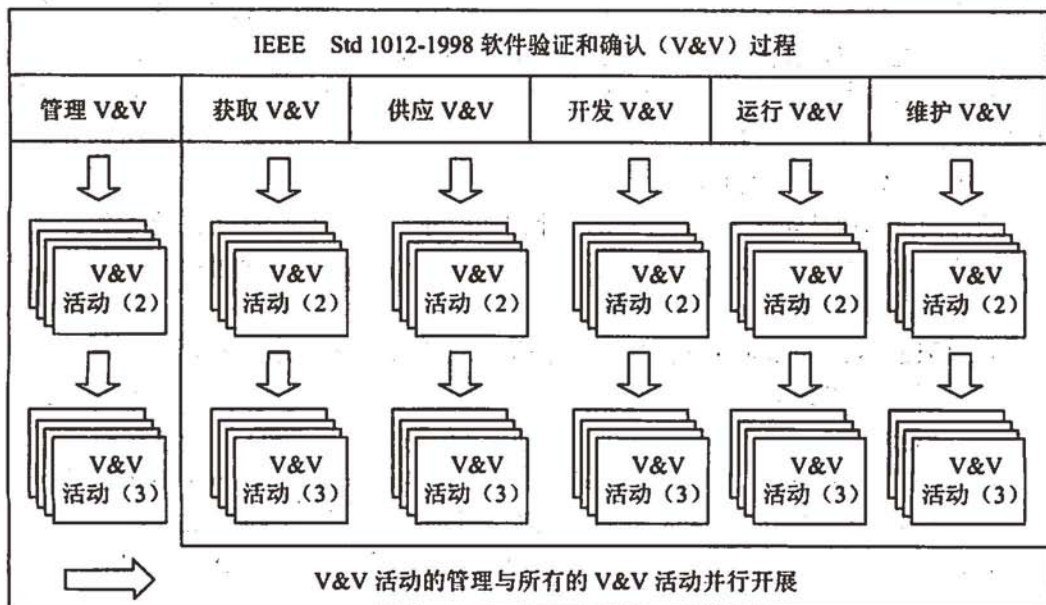 IEEE Std 1012-1998 软件验证和确认（V&V）过程
管理 V&V 获取 V&V 供应 V&V 开发 V&V 运行 V&V 维护 V&V
V&V V&V V&V V&V V&V V&V
活动（2） 活动（2） 活动（2） 活动（2） 活动（2） 活动（2）
V&V V&V V&V V&V V&V V&V
活动（3） 活动（3） 活动（3） 活动（3） 活动（3） 活动（3）
V&V 活动的管理与所有的 V&V 活动并行开展